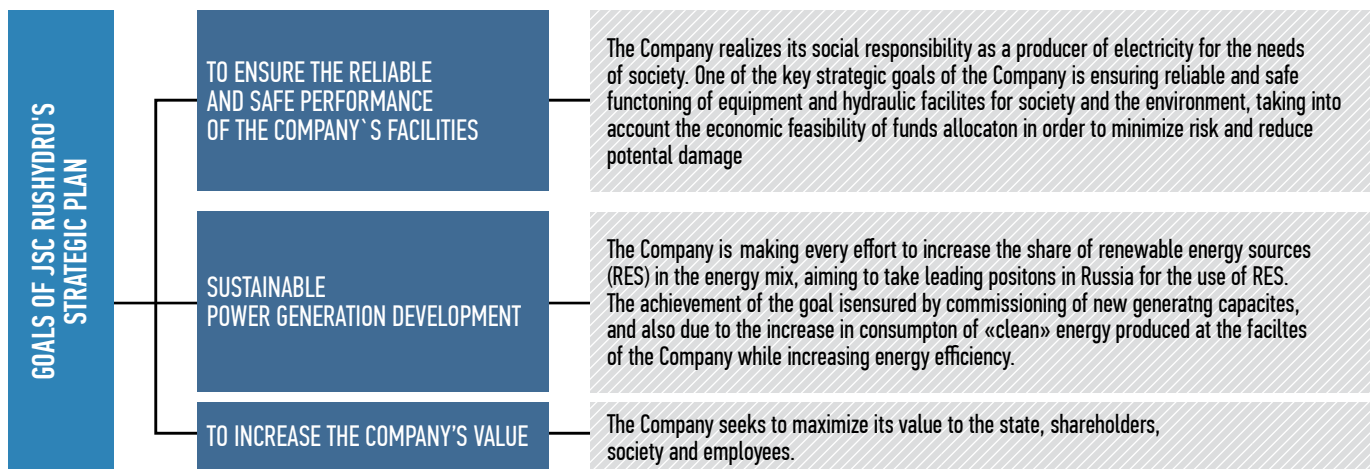 GOALS OF JSC RUSHYDRO'S
STRATEGIC PLAN
TO ENSURE THE RELIABLE
AND SAFE PERFORMANCE
OF THE COMPANY`S FACILITIES
The Company realizes its social responsibility as a producer of electricity for the needs
of society. One of the key strategic goals of the Company is ensuring reliable and safe
functoning of equipment and hydraulic facilites for society and the environment, taking into
account the economic feasibility of funds allocaton in order to minimize risk and reduce
potental damage
SUSTAINABLE
POWER GENERATION DEVELOPMENT
The Company is making every effort to increase the share of renewable energy sources
(RES) in the energy mix, aiming to take leading positons in Russia for the use of RES.
The achievement of the goal isensured by commissioning of new generatng capacites,
and also due to the increase in consumpton of «clean» energy produced at the faciltes
of the Company while increasing energy efficiency.
TO INCREASE THE COMPANY’S VALUE
The Company seeks to maximize its value to the state, shareholders,
society and employees.